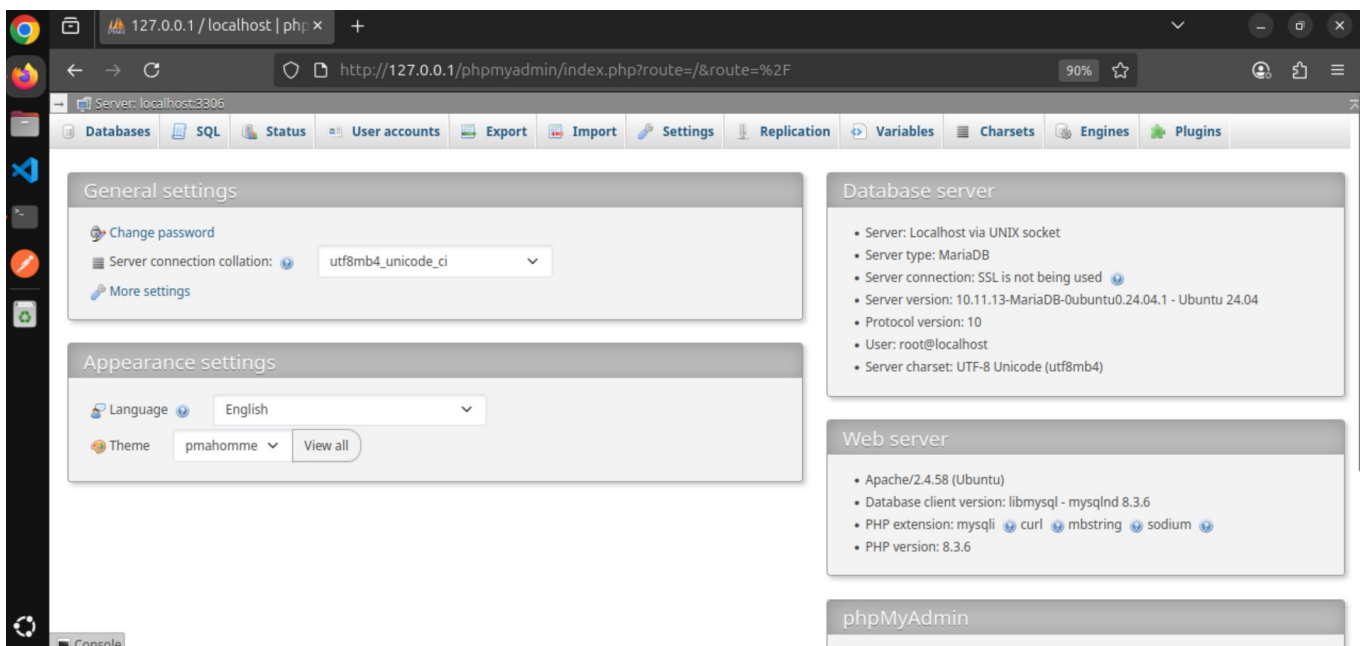 127.0.0.1 / localhost | php
http://127.0.0.1/phpmyadmin/index.php?route=/&route=%2F
90%
Server: localhost:3306
Databases SQL Status User accounts Export Import Settings Replication Variables Charsets Engines Plugins
General settings
Change password
Server connection collation: utf8mb4_unicode_ci
More settings
Appearance settings
Language English
Theme pmahomme View all
Database server
• Server: Localhost via UNIX socket
• Server type: MariaDB
• Server connection: SSL is not being used
• Server version: 10.11.13-MariaDB-0ubuntu0.24.04.1 - Ubuntu 24.04
• Protocol version: 10
• User: root@localhost
• Server charset: UTF-8 Unicode (utf8mb4)
Web server
• Apache/2.4.58 (Ubuntu)
• Database client version: libmysql - mysqlnd 8.3.6
• PHP extension: mysqli curl mbstring sodium
• PHP version: 8.3.6
phpMyAdmin
Console